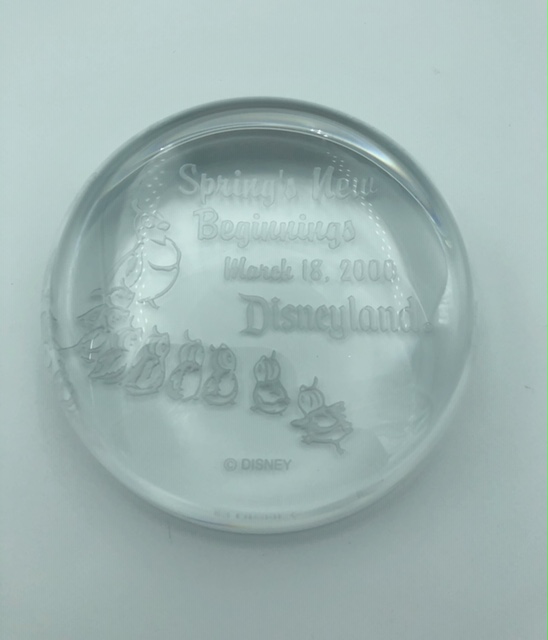 Spring's New
Beginnings
March 18, 2000
Disneyland
© DISNEY